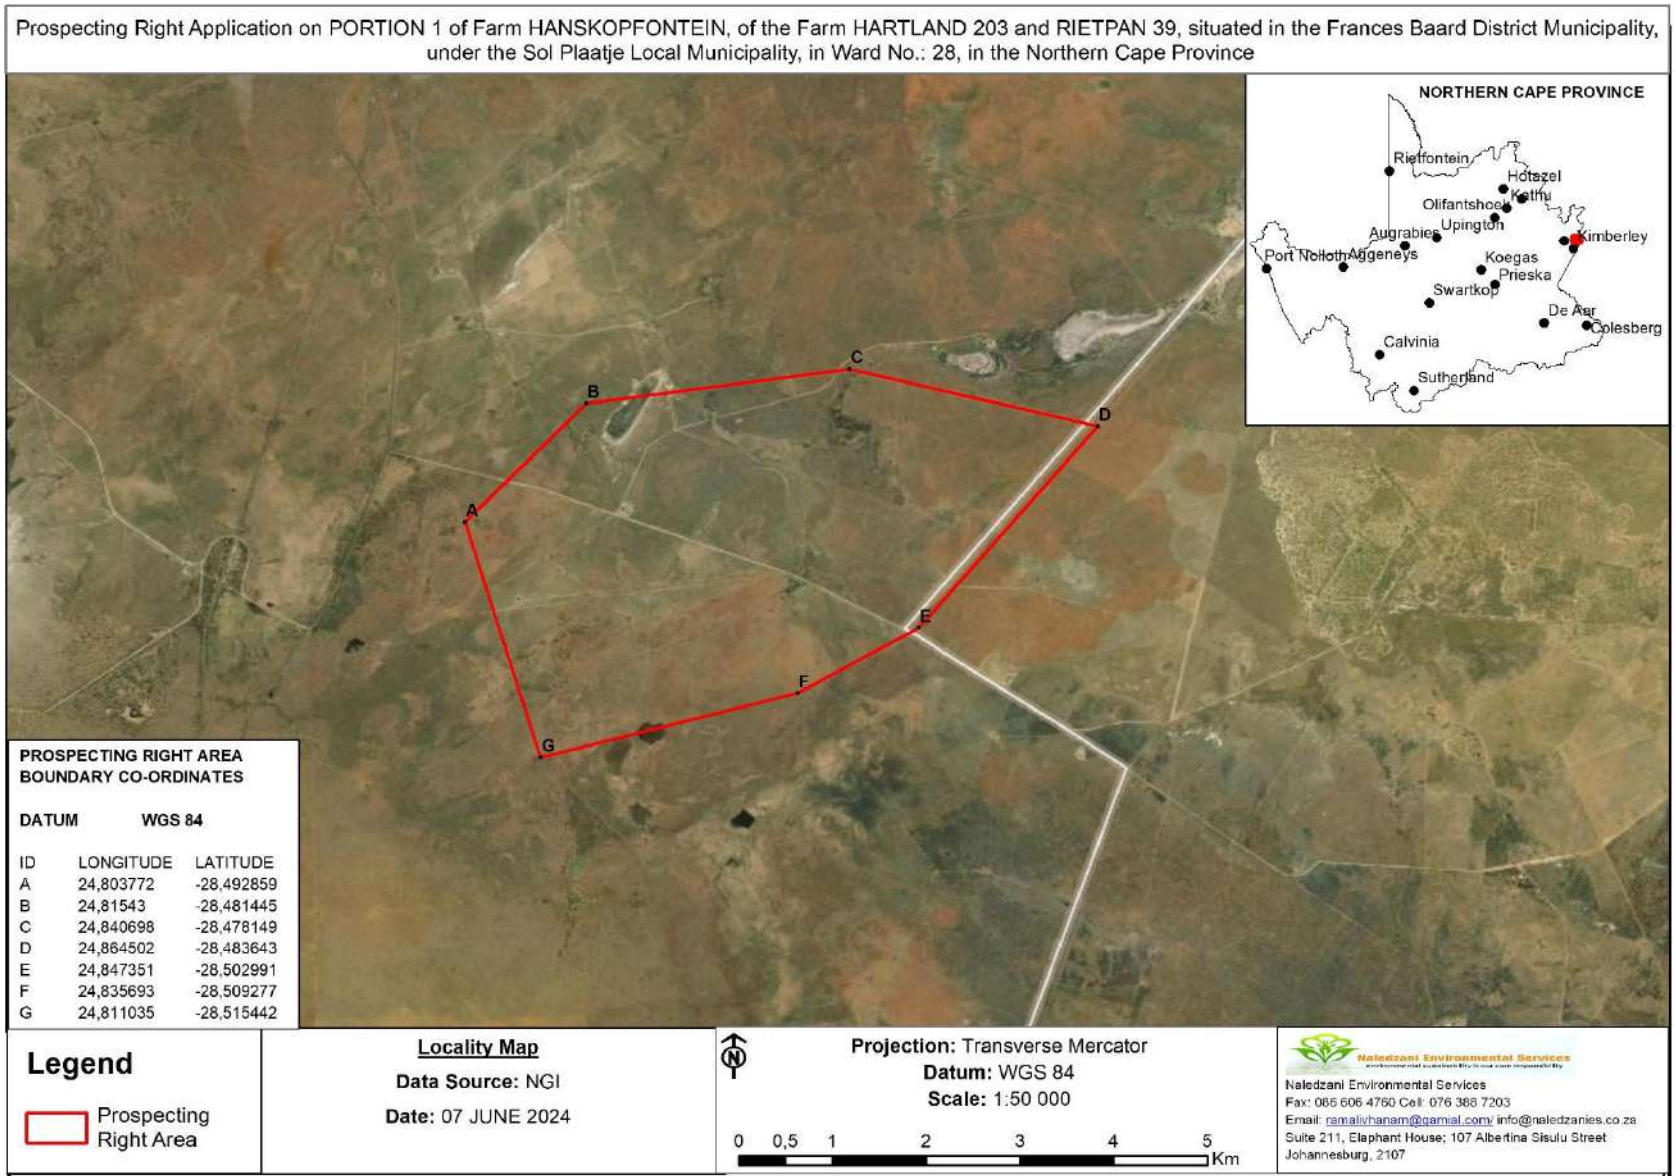 Prospecting Right Application on PORTION 1 of Farm HANSKOPFONTEIN, of the Farm HARTLAND 203 and RIETPAN 39, situated in the Frances Baard District Municipality,
under the Sol Plaatje Local Municipality, in Ward No.: 28, in the Northern Cape Province
NORTHERN CAPE PROVINCE
Rietfontein
Hotazel
Kathu
Olifantshoek
Upington
Augrabies
Kimberley
Port Nolloth
Aggeneys
Koegas
Prieska
Swartkop
De Aar
Colesberg
Calvinia
Sutherland
A
B
C
D
E
F
G
PROSPECTING RIGHT AREA
BOUNDARY CO-ORDINATES
DATUM WGS 84
ID LONGITUDE LATITUDE
A 24,803772 -28,492859
B 24,81543 -28,481445
C 24,840698 -28,478149
D 24,864502 -28,483643
E 24,847351 -28,502991
F 24,835693 -28,509277
G 24,811035 -28,515442
Legend
Prospecting
Right Area
Locality Map
Data Source: NGI
Date: 07 JUNE 2024
N
Projection: Transverse Mercator
Datum: WGS 84
Scale: 1:50 000
0 0,5 1 2 3 4 5
Km
Naledzani Environmental Services
environmental sustainability is our core responsibility
Naledzani Environmental Services
Fax: 086 606 4760 Cell: 076 388 7203
Email: ramalivhanam@gamial.com/ info@naledzanies.co.za
Suite 211, Elaphant House; 107 Albertina Sisulu Street
Johannesburg, 2107